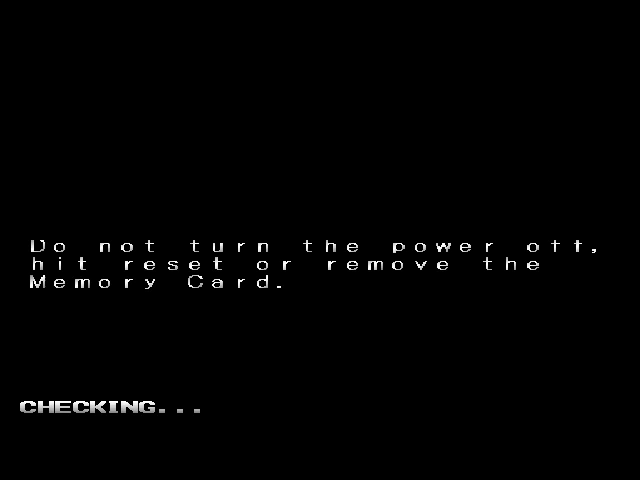 Do not turn the power off,
hit reset or remove the
Memory Card.
CHECKING...